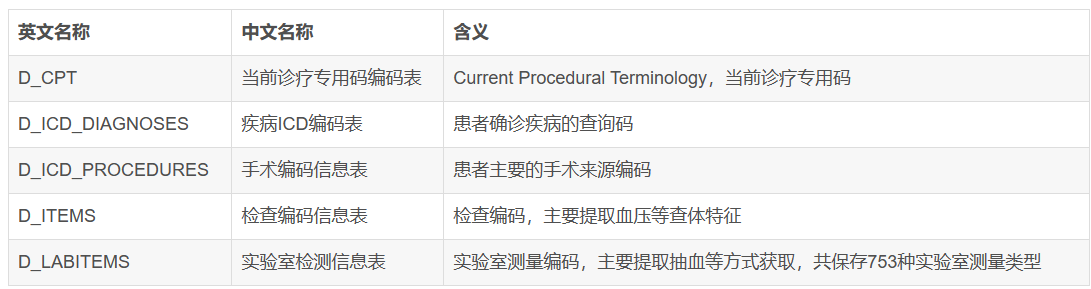 英文名称 中文名称 含义
D_CPT 当前诊疗专用码编码表 Current Procedural Terminology，当前诊疗专用码
D_ICD_DIAGNOSES 疾病ICD编码表 患者确诊疾病的查询码
D_ICD_PROCEDURES 手术编码信息表 患者主要的手术来源编码
D_ITEMS 检查编码信息表 检查编码，主要提取血压等查体特征
D_LABITEMS 实验室检测信息表 实验室测量编码，主要提取抽血等方式获取，共保存753种实验室测量类型